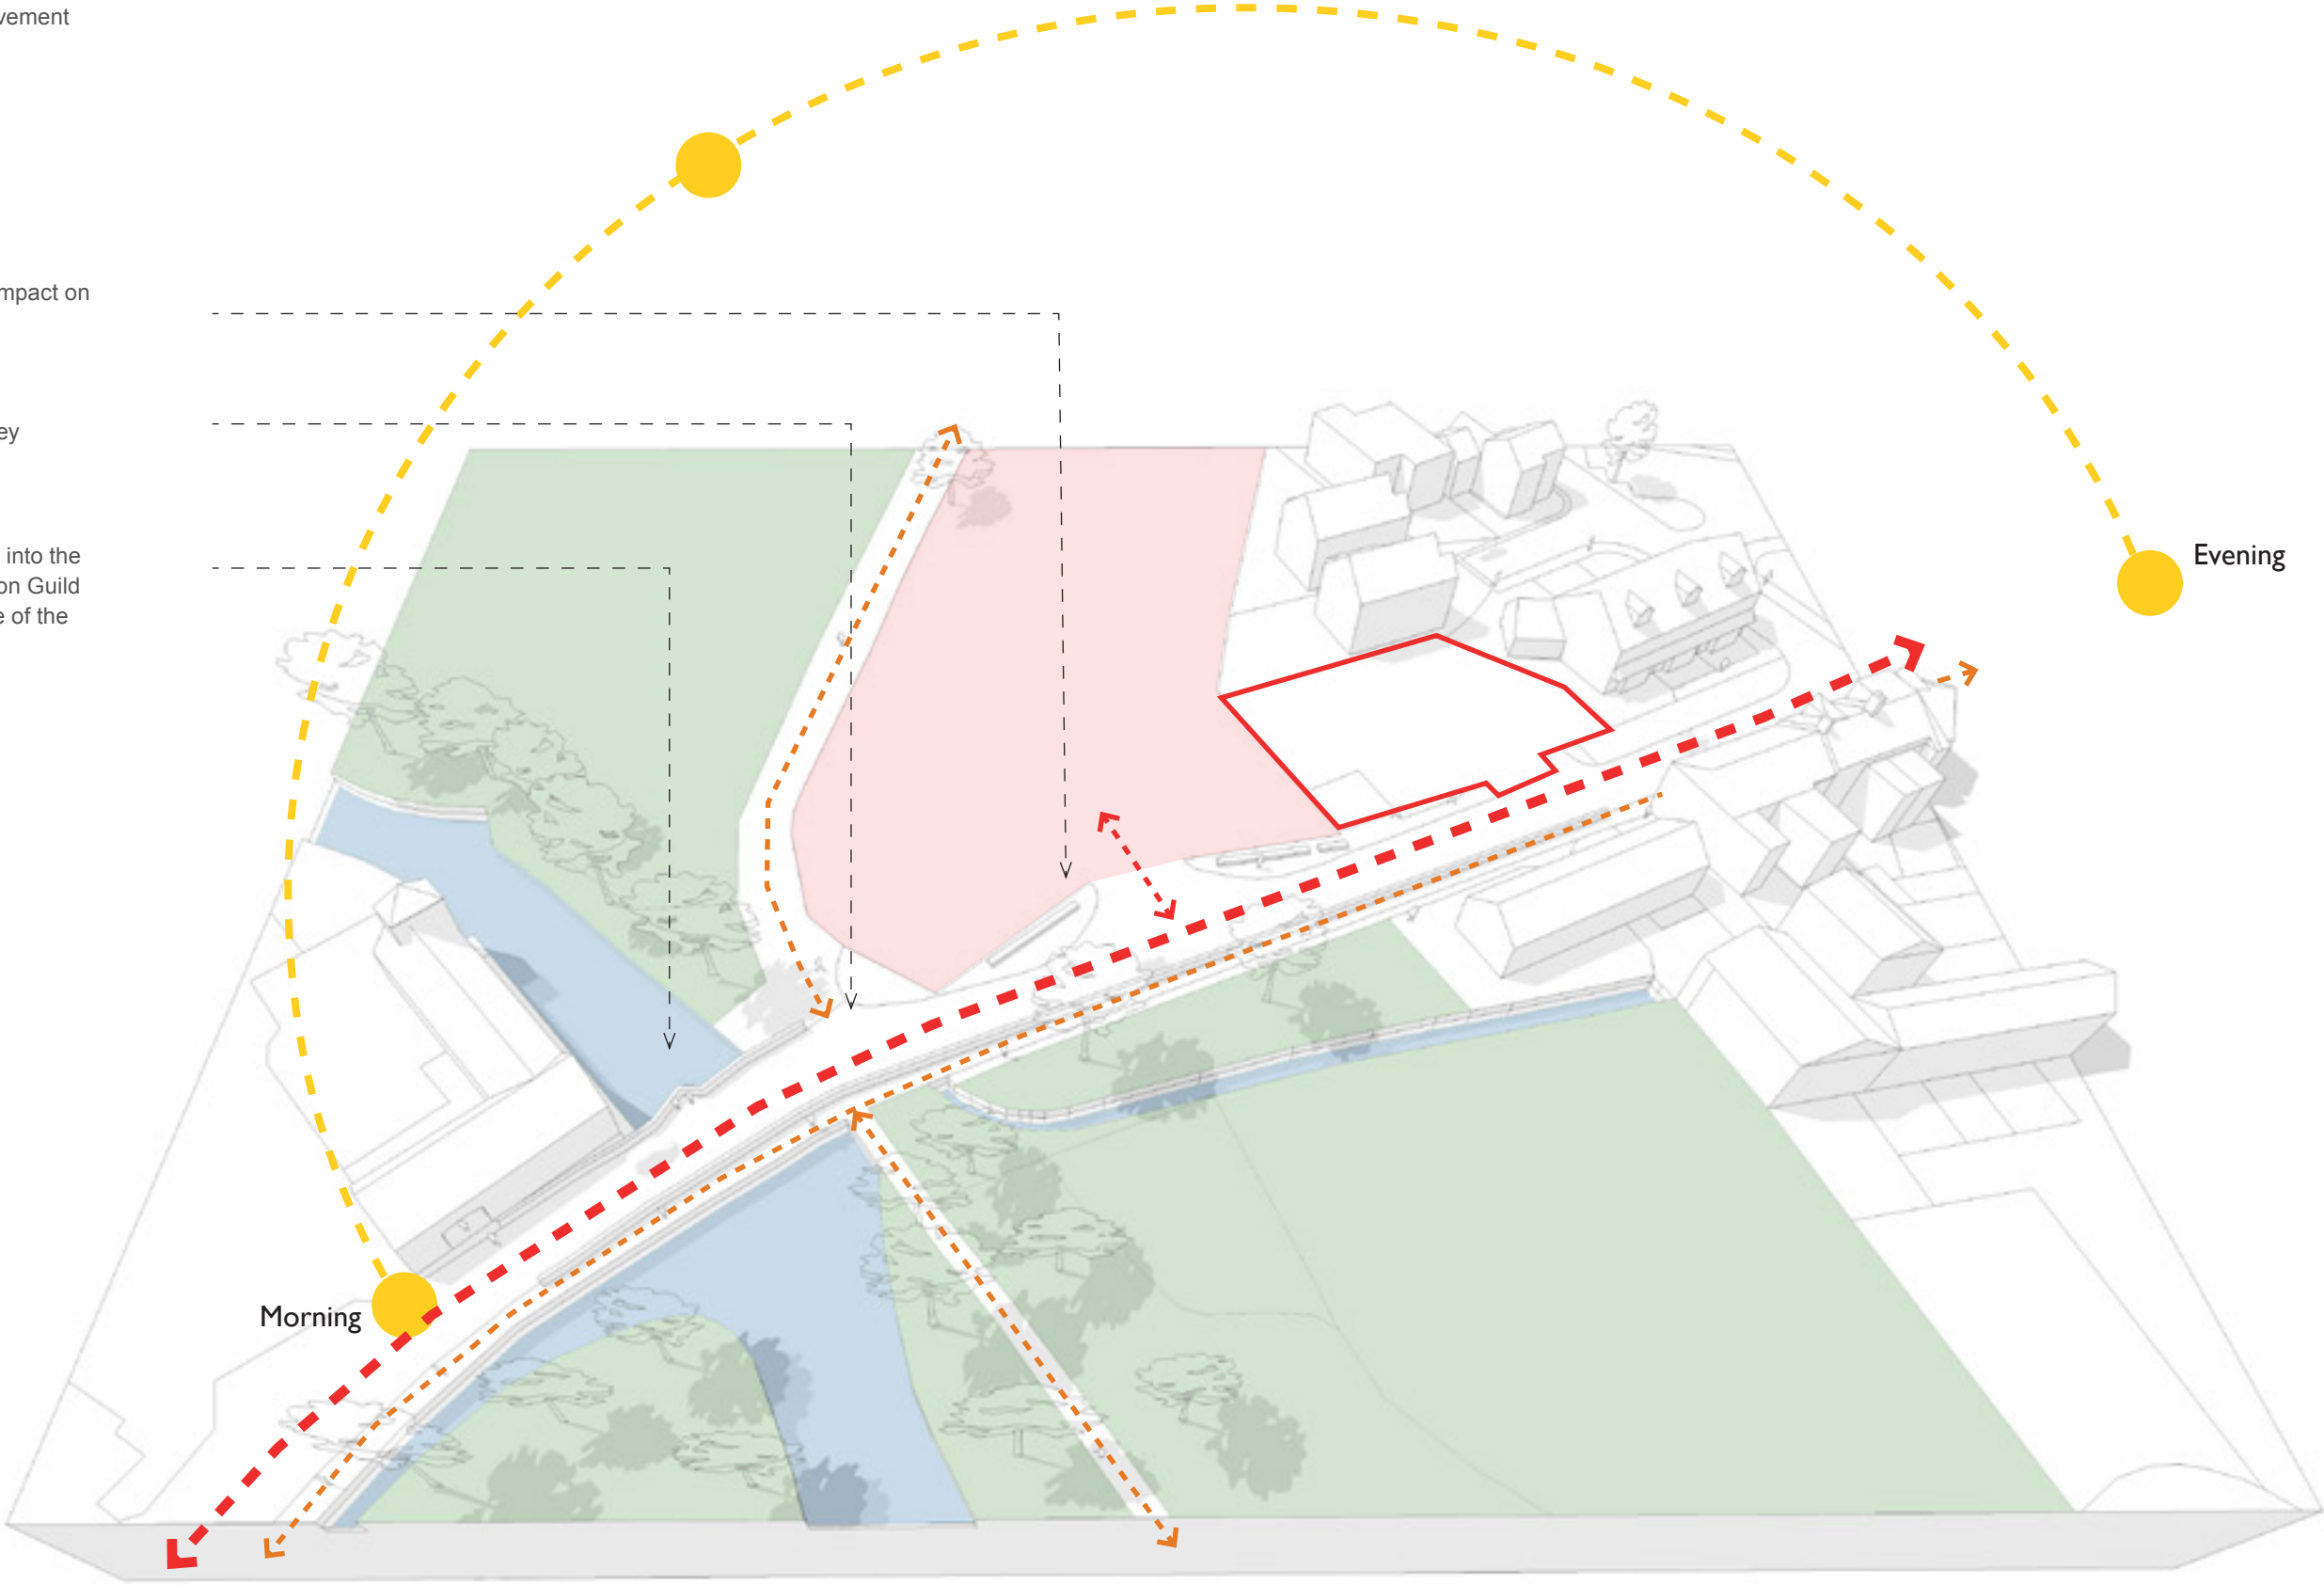 vement
mpact on
ey
into the
on Guild
e of the
Evening
Morning